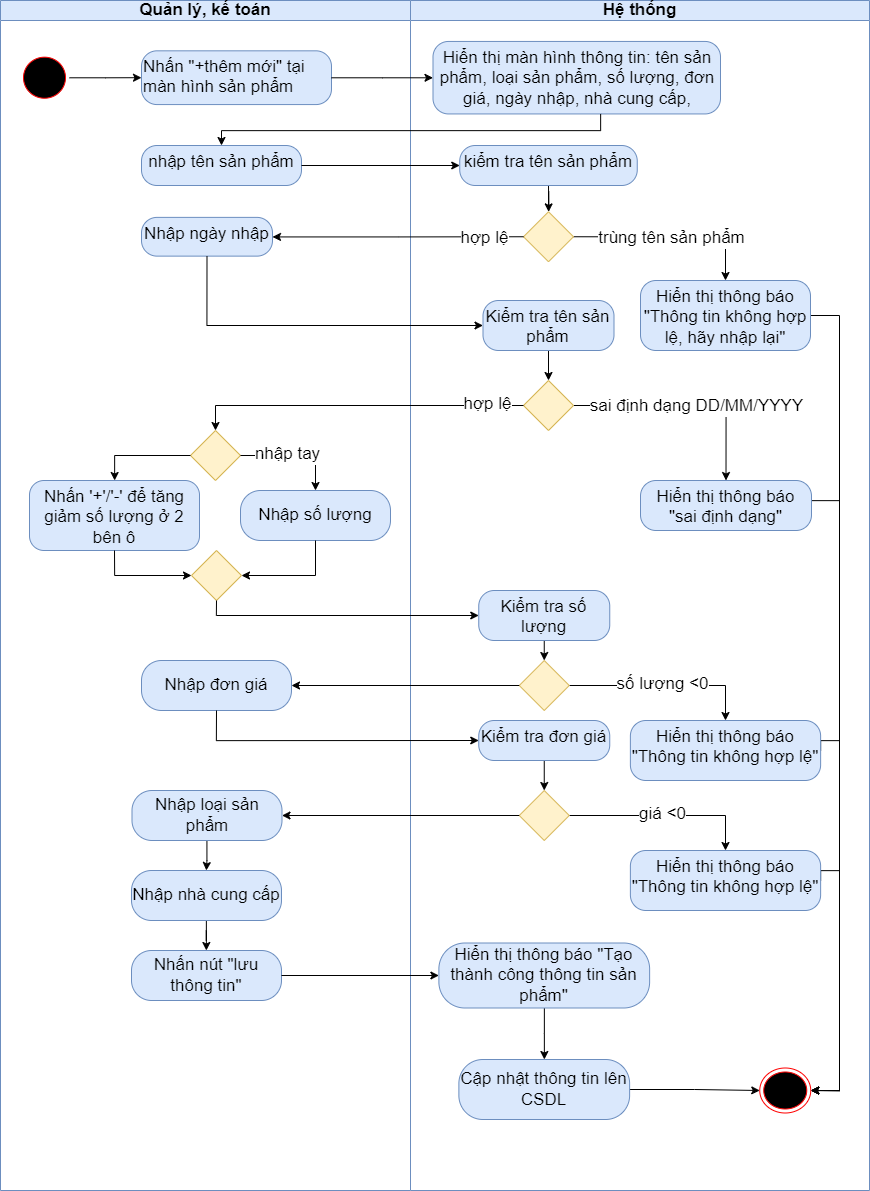 Quản lý, kế toán
Hệ thống
Nhấn "+thêm mới" tại
màn hình sản phẩm
Hiển thị màn hình thông tin: tên sản
phẩm, loại sản phẩm, số lượng, đơn
giá, ngày nhập, nhà cung cấp,
nhập tên sản phẩm
kiểm tra tên sản phẩm
Nhập ngày nhập
hợp lệ
trùng tên sản phẩm
Hiển thị thông báo
"Thông tin không hợp
lệ, hãy nhập lại"
Kiểm tra tên sản
phẩm
hợp lệ
sai định dạng DD/MM/YYYY
nhập tay
Nhấn '+'/'-' để tăng
giảm số lượng ở 2
bên ô
Nhập số lượng
Hiển thị thông báo
"sai định dạng"
Kiểm tra số
lượng
Nhập đơn giá
số lượng <0
Kiểm tra đơn giá
Hiển thị thông báo
"Thông tin không hợp lệ"
Nhập loại sản
phẩm
giá <0
Hiển thị thông báo
"Thông tin không hợp lệ"
Nhập nhà cung cấp
Nhấn nút "lưu
thông tin"
Hiển thị thông báo "Tạo
thành công thông tin sản
phẩm"
Cập nhật thông tin lên
CSDL